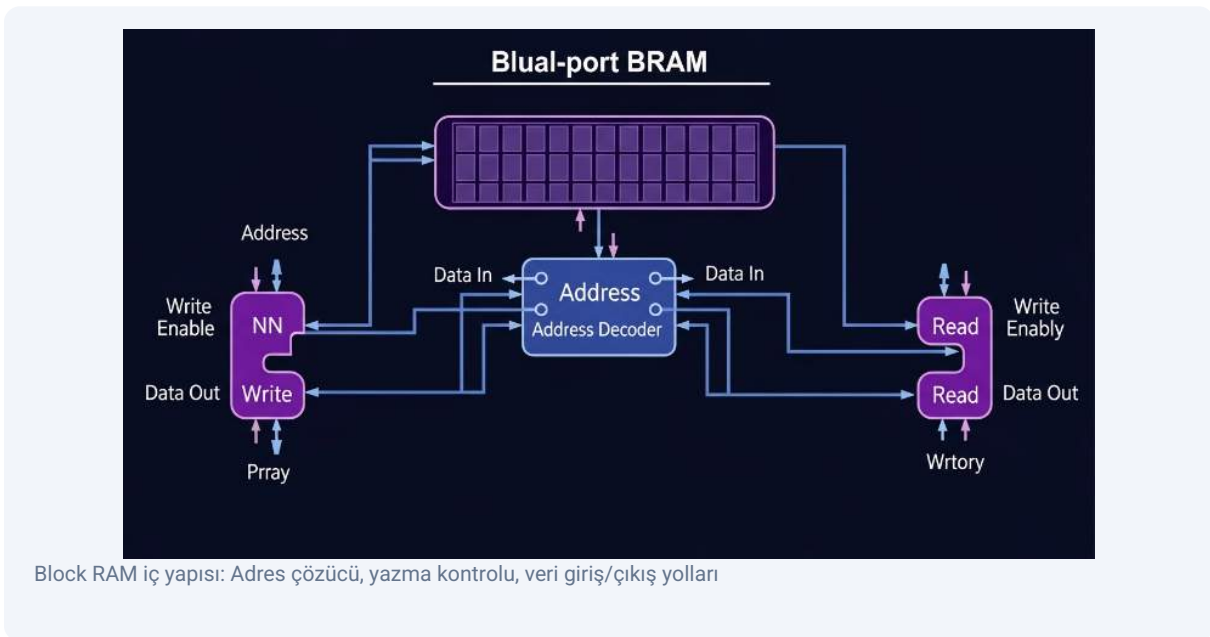 Blual-port BRAM
Address
Write
Enable
NN
Data Out
Write
Prray
Data In
Address
Address Decoder
Data In
Read
Write
Enably
Read
Data Out
Wrtory
Block RAM iç yapısı: Adres çözücü, yazma kontrolu, veri giriş/çıkış yolları